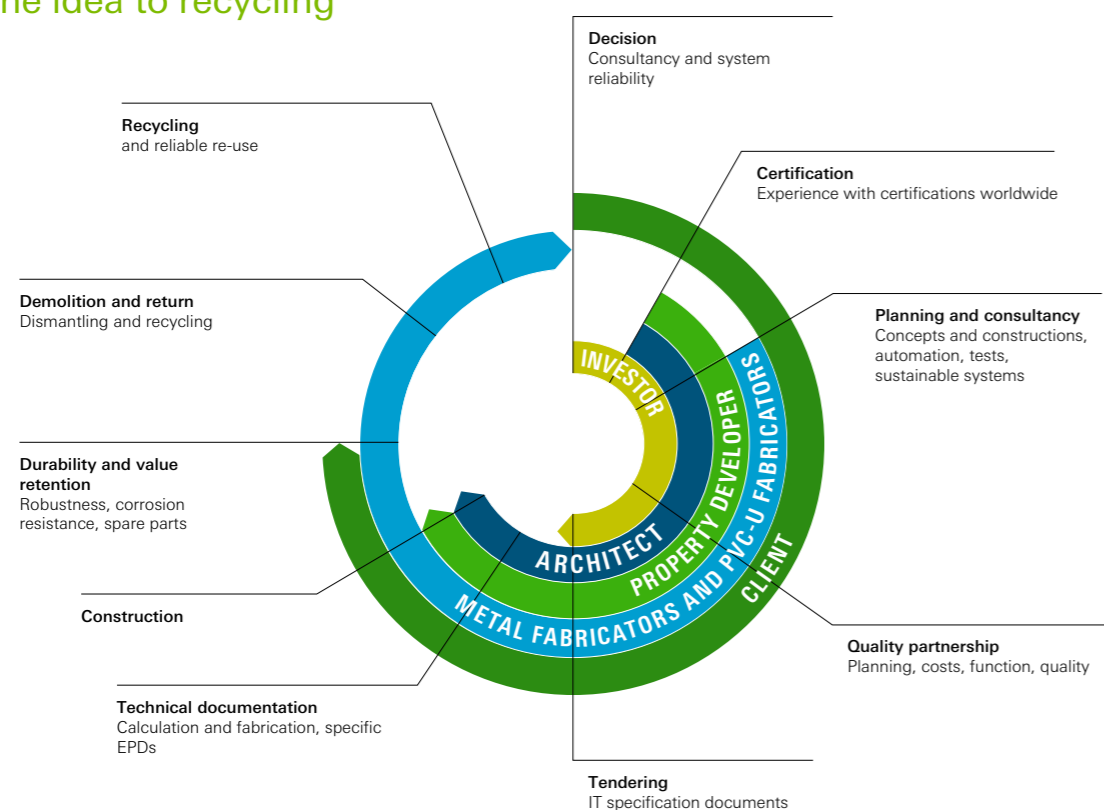 ne idea to recycling
Decision
Consultancy and system
reliability
Recycling
and reliable re-use
Certification
Experience with certifications worldwide
Demolition and return
Dismantling and recycling
Planning and consultancy
Concepts and constructions,
automation, tests,
sustainable systems
INVESTOR
ARCHITECT
PROPERTY DEVELOPER
METAL FABRICATORS AND PVC-U FABRICATORS
CLIENT
Durability and value
retention
Robustness, corrosion
resistance, spare parts
Construction
Quality partnership
Planning, costs, function, quality
Technical documentation
Calculation and fabrication, specific
EPDs
Tendering
IT specification documents